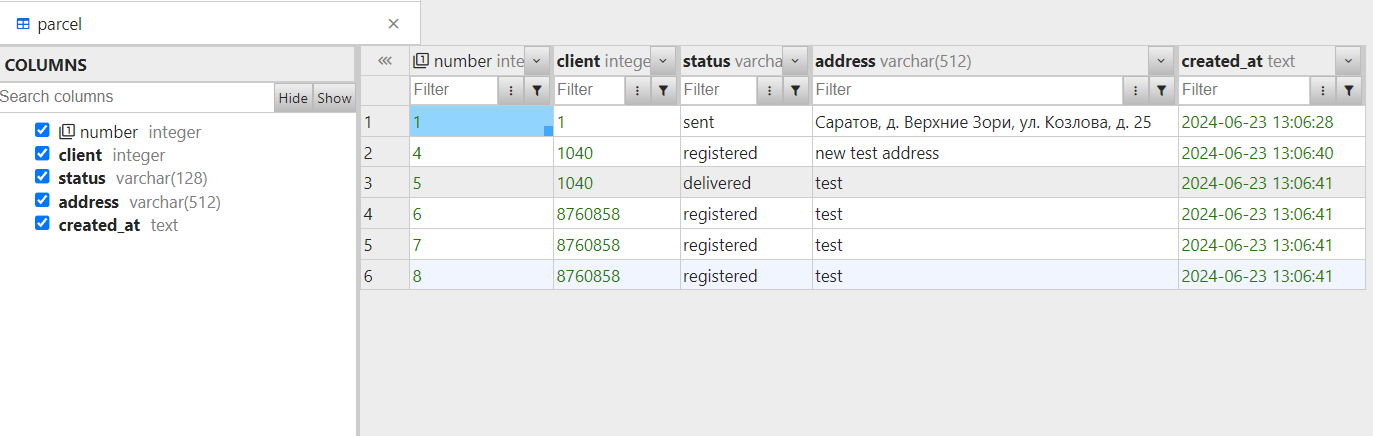 parcel
COLUMNS
Search columns Hide Show
number integer
client integer
status varchar(128)
address varchar(512)
created_at text
number inte client intege status varcha address varchar(512) created_at text
Filter Filter Filter Filter Filter
1 1 1 sent Саратов, д. Верхние Зори, ул. Козлова, д. 25 2024-06-23 13:06:28
2 4 1040 registered new test address 2024-06-23 13:06:40
3 5 1040 delivered test 2024-06-23 13:06:41
4 6 8760858 registered test 2024-06-23 13:06:41
5 7 8760858 registered test 2024-06-23 13:06:41
6 8 8760858 registered test 2024-06-23 13:06:41